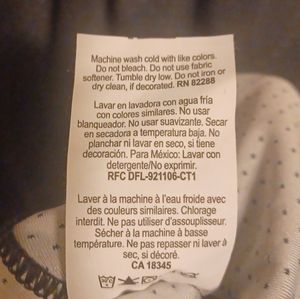 Machine wash cold with like colors.
Do not bleach. Do not use fabric
softener. Tumble dry low. Do not iron or
dry clean, if decorated. RN 82288
Lavar en lavadora con agua fría
con colores similares. No usar
blanqueador. No usar suavizante. Secar
en secadora a temperatura baja. No
planchar ni lavar en seco, si tiene
decoración. Para México: Lavar con
detergente/No exprimir.
RFC DFL-921106-CT1
Laver à la machine à l'eau froide avec
des couleurs similaires. Chlorage
interdit. Ne pas utiliser d'assouplisseur.
Sécher à la machine à basse
température. Ne pas repasser ni laver à
sec, si décoré.
CA 18345